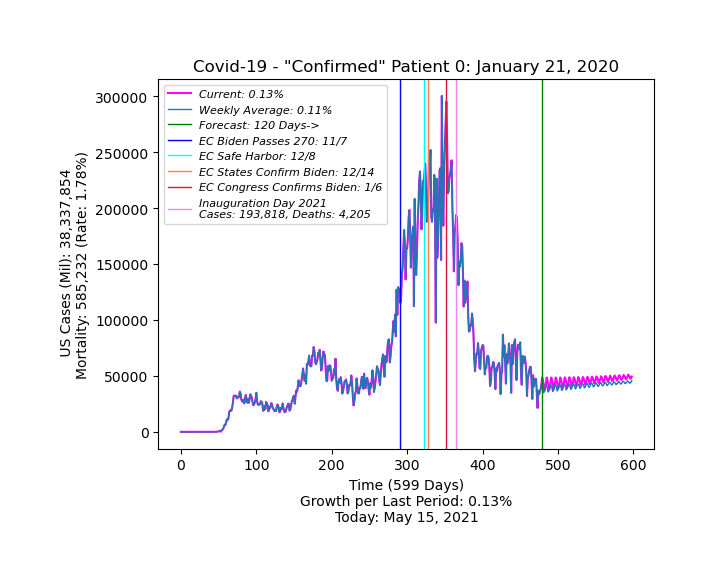 Covid-19 - "Confirmed" Patient 0: January 21, 2020
Current: 0.13%
Weekly Average: 0.11%
Forecast: 120 Days->
EC Biden Passes 270: 11/7
EC Safe Harbor: 12/8
EC States Confirm Biden: 12/14
EC Congress Confirms Biden: 1/6
Inauguration Day 2021
Cases: 193,818, Deaths: 4,205
300000
250000
200000
150000
100000
50000
0
US Cases (Mil): 38,337,854
Mortality: 585,232 (Rate: 1.78%)
0 100 200 300 400 500 600
Time (599 Days)
Growth per Last Period: 0.13%
Today: May 15, 2021